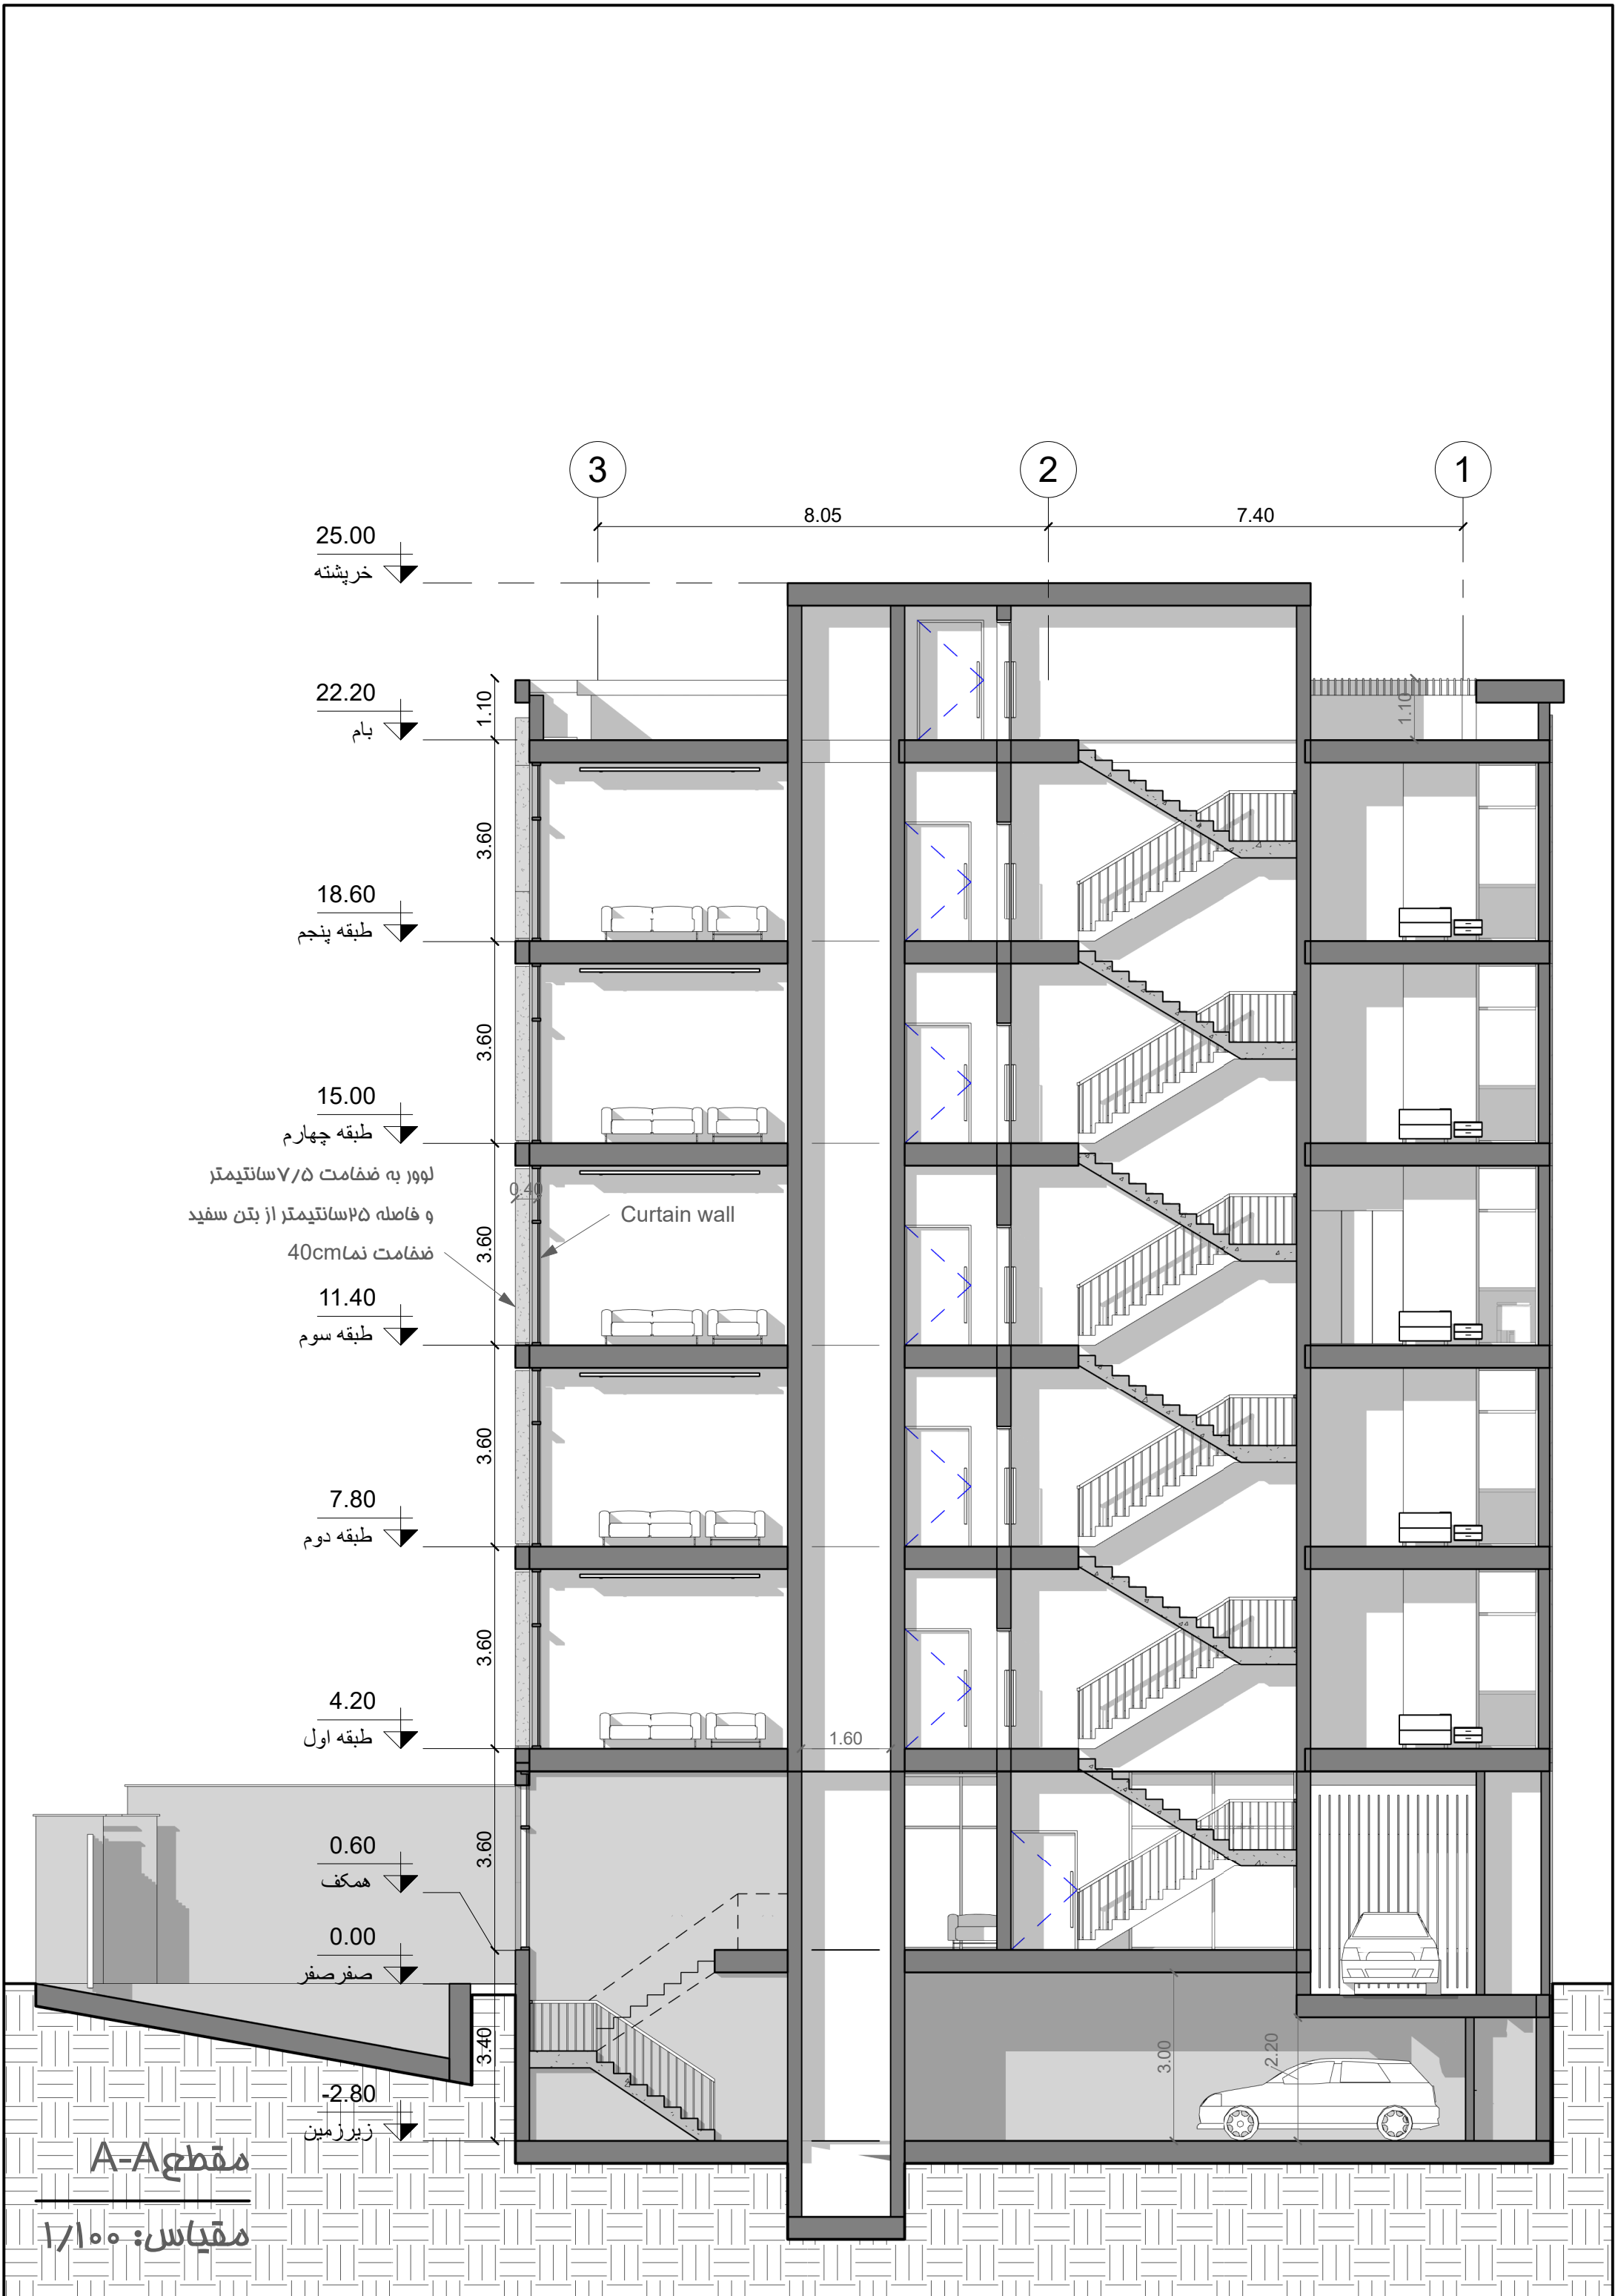 3
2
1
8.05
7.40
25.00
خرپشته
22.20
بام
1.10
1.10
3.60
18.60
طبقه پنجم
3.60
15.00
طبقه چهارم
لوور به ضخامت ۷/۵سانتیمتر
و فاصله ۲۵سانتیمتر از بتن سفید
ضخامت نما40cm
0.40
Curtain wall
3.60
11.40
طبقه سوم
3.60
7.80
طبقه دوم
3.60
4.20
طبقه اول
1.60
3.60
0.60
همکف
0.00
صفرصفر
3.40
3.00
2.20
-2.80
زیرزمین
مقطعA-A
مقیاس: ۱/۱۰۰